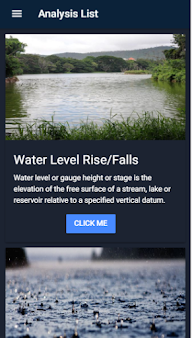 Analysis List
Water Level Rise/Falls
Water level or gauge height or stage is the
elevation of the free surface of a stream, lake or
reservoir relative to a specified vertical datum.
CLICK ME